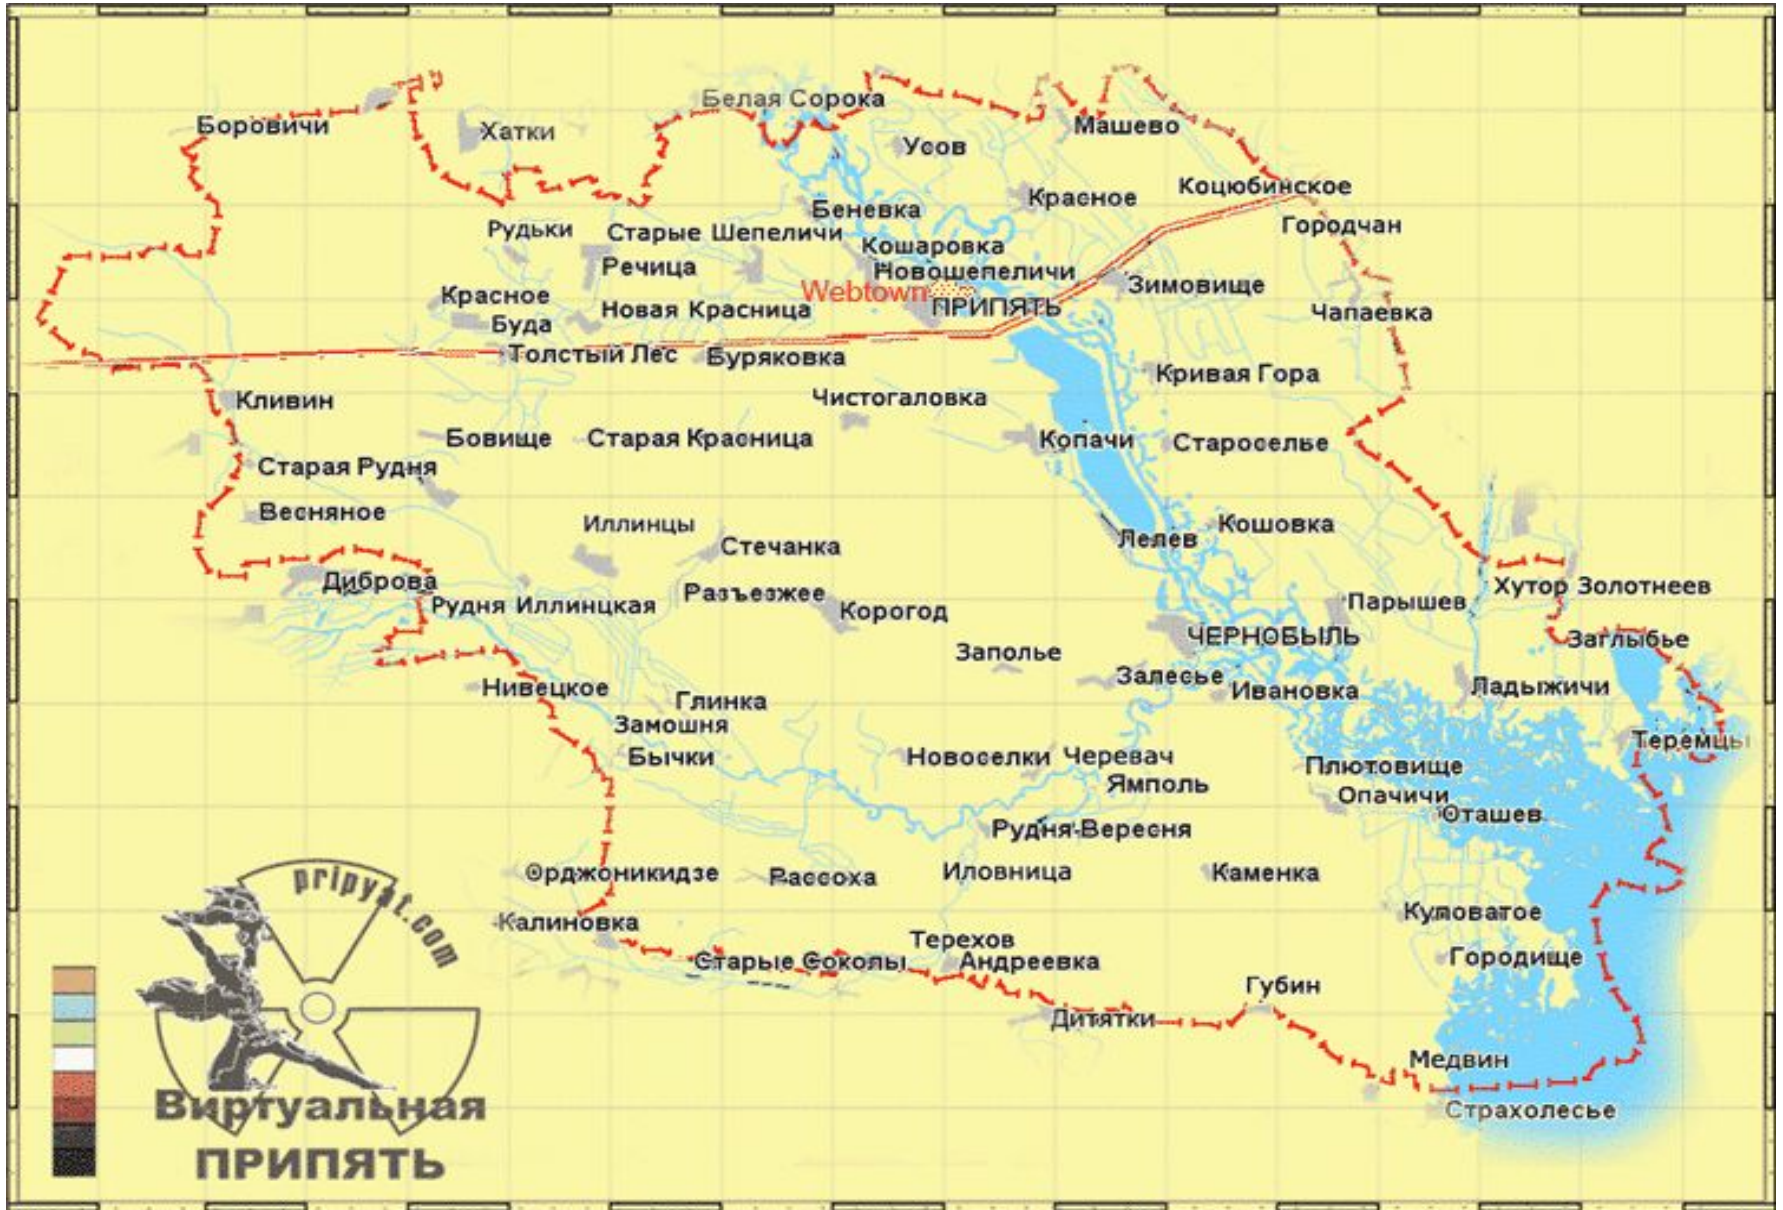 Белая Сорока
Боровичи
Хатки
Машево
Усов
Коцюбинское
Красное
Беневка
Городчан
Рудьки
Старые Шепеличи
Кошаровка
Речица
Новошепеличи
Зимовище
Webtown
Красное
Новая Красница
ПРИПЯТЬ
Чапаевка
Буда
Толстый Лес
Буряковка
Кривая Гора
Кливин
Чистогаловка
Бовище
Старая Красница
Копачи
Староселье
Старая Рудня
Весняное
Иллинцы
Кошовка
Стечанка
Лелев
Диброва
Разъезжее
Хутор Золотнеев
Рудня Иллинцкая
Корогод
Парышев
ЧЕРНОБЫЛЬ
Заглыбье
Заполье
Залесье
Нивецкое
Ивановка
Ладыжичи
Глинка
Замошня
Теремцы
Бычки
Новоселки
Черевач
Плютовище
Ямполь
Опачичи
Оташев
Рудня-Вересня
Орджоникидзе
Рассоха
Иловница
Каменка
Куповатое
Калиновка
Терехов
Старые Соколы
Андреевка
Городище
Губин
Дитятки
Медвин
Страхолесье
pripyat.com
Виртуальная
ПРИПЯТЬ